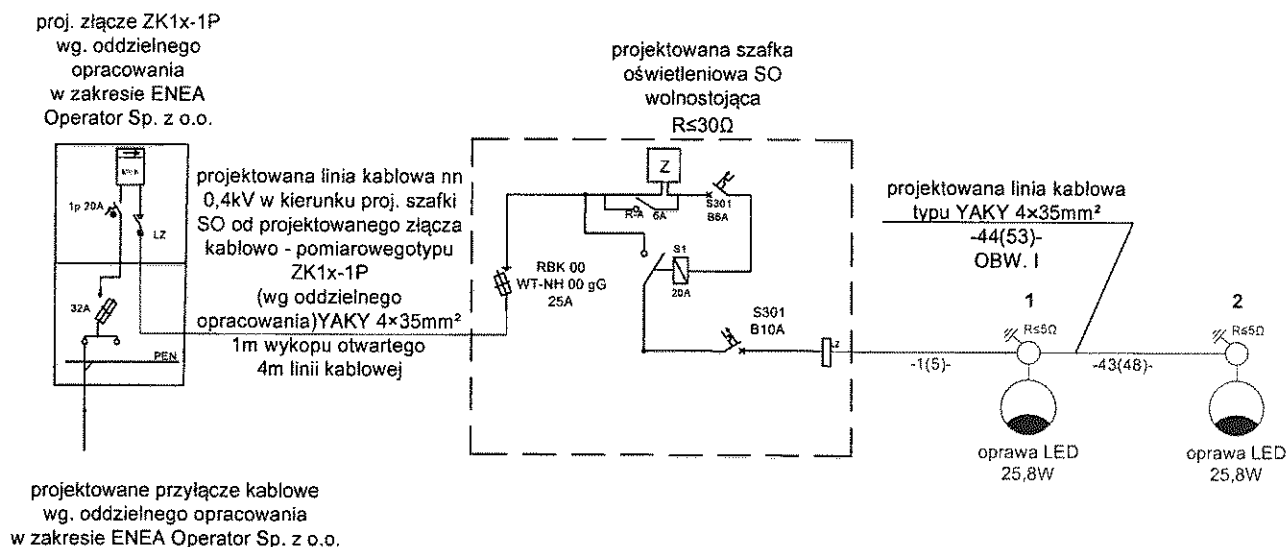 proj. złącze ZK1x-1P
wg. oddzielnego
opracowania
w zakresie ENEA
Operator Sp. z o.o.
1p 20A
LZ
32A
PEN
projektowane przyłącze kablowe
wg. oddzielnego opracowania
w zakresie ENEA Operator Sp. z o.o.
projektowana linia kablowa nn
0,4kV w kierunku proj. szafki
SO od projektowanego złącza
kablowo - pomiarowegotypu
ZK1x-1P
(wg oddzielnego
opracowania)YAKY 4×35mm²
1m wykopu otwartego
4m linii kablowej
projektowana szafka
oświetleniowa SO
wolnostojąca
R≤30Ω
Z
6A
S301
B6A
RBK 00
WT-NH 00 gG
25A
S1
20A
S301
B10A
LZ
projektowana linia kablowa
typu YAKY 4×35mm²
-44(53)-
OBW. I
1
R≤5Ω
-1(5)-
oprawa LED
25,8W
-43(48)-
2
R≤5Ω
oprawa LED
25,8W